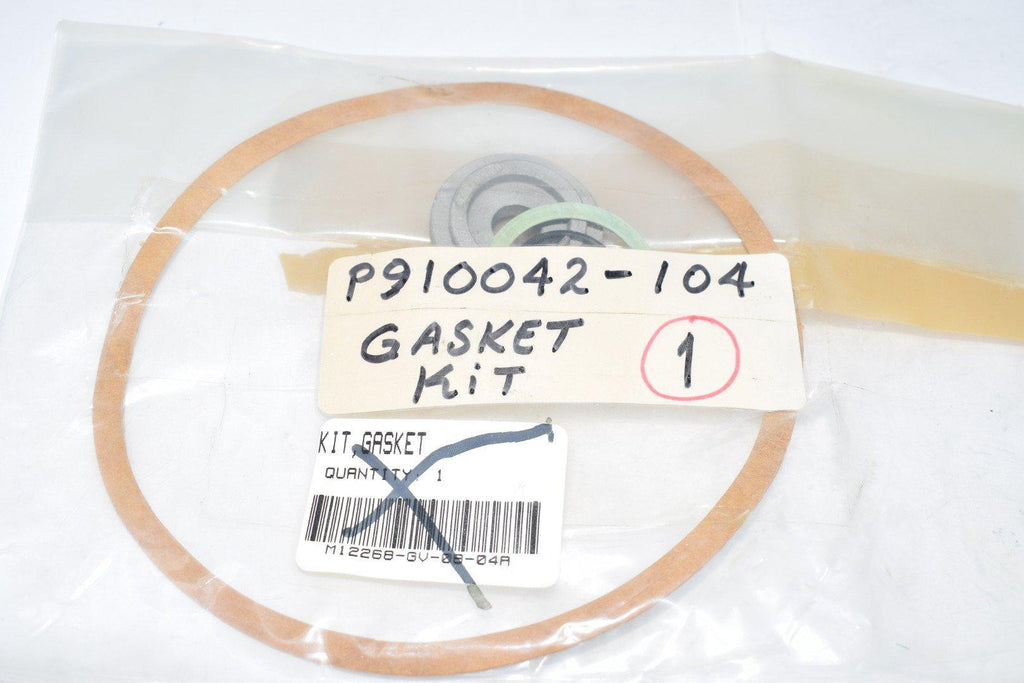 P910042-104
GASKET
KiT
1
KIT,GASKET
QUANTITY: 1
M12268-GV-08-04A